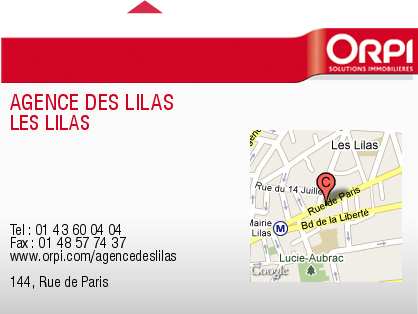 ORPI
SOLUTIONS IMMOBILIÈRES
AGENCE DES LILAS
LES LILAS
Les Lilas
C
Rue du 14 Juillet
Rue de Paris
Bd de la Liberté
Mairie
Lilas
M
Lucie-Aubrac
Google
Tel : 01 43 60 04 04
Fax : 01 48 57 74 37
www.orpi.com/agencedeslilas
144, Rue de Paris